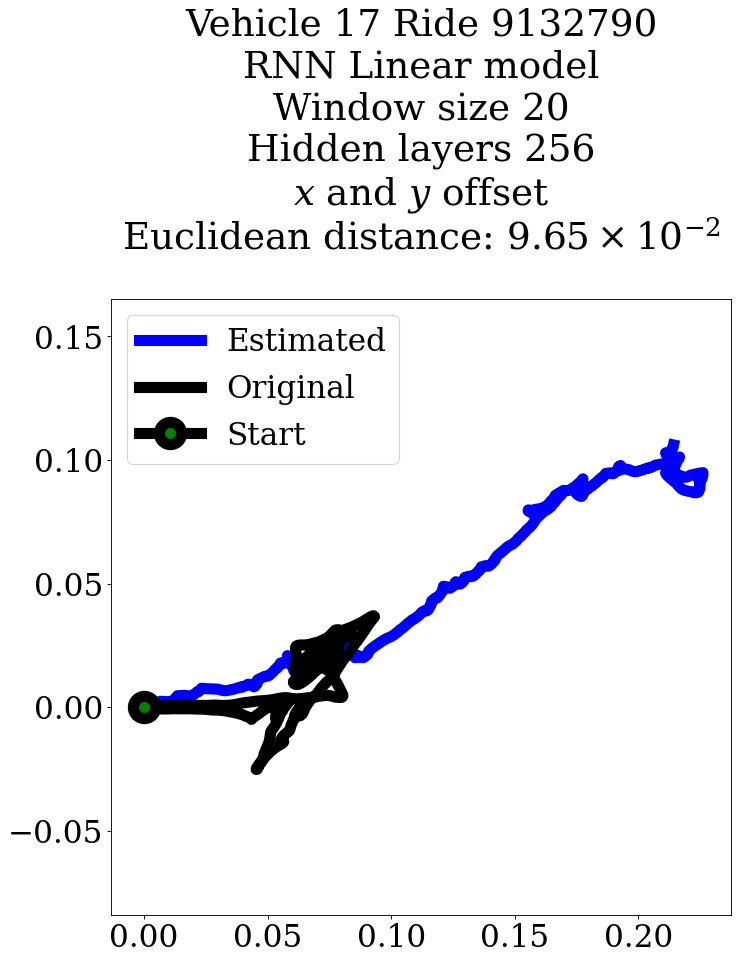 Vehicle 17 Ride 9132790
RNN Linear model
Window size 20
Hidden layers 256
x and y offset
Euclidean distance: 9.65 × 10⁻²
Estimated
Original
Start
0.15
0.10
0.05
0.00
−0.05
0.00 0.05 0.10 0.15 0.20